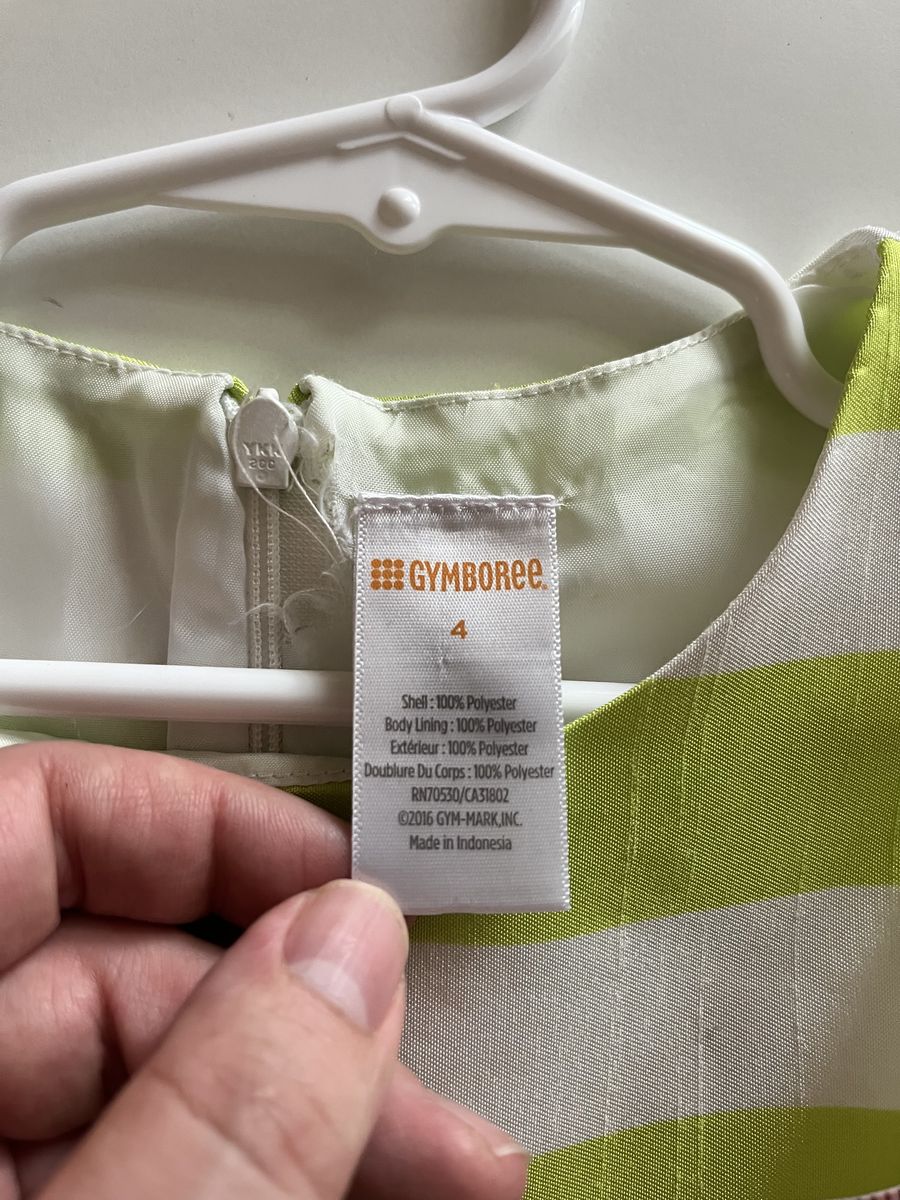 YKK
GYMBOREE
4
Shell : 100% Polyester
Body Lining : 100% Polyester
Extérieur : 100% Polyester
Doublure Du Corps : 100% Polyester
RN70530/CA31802
©2016 GYM-MARK,INC.
Made in Indonesia